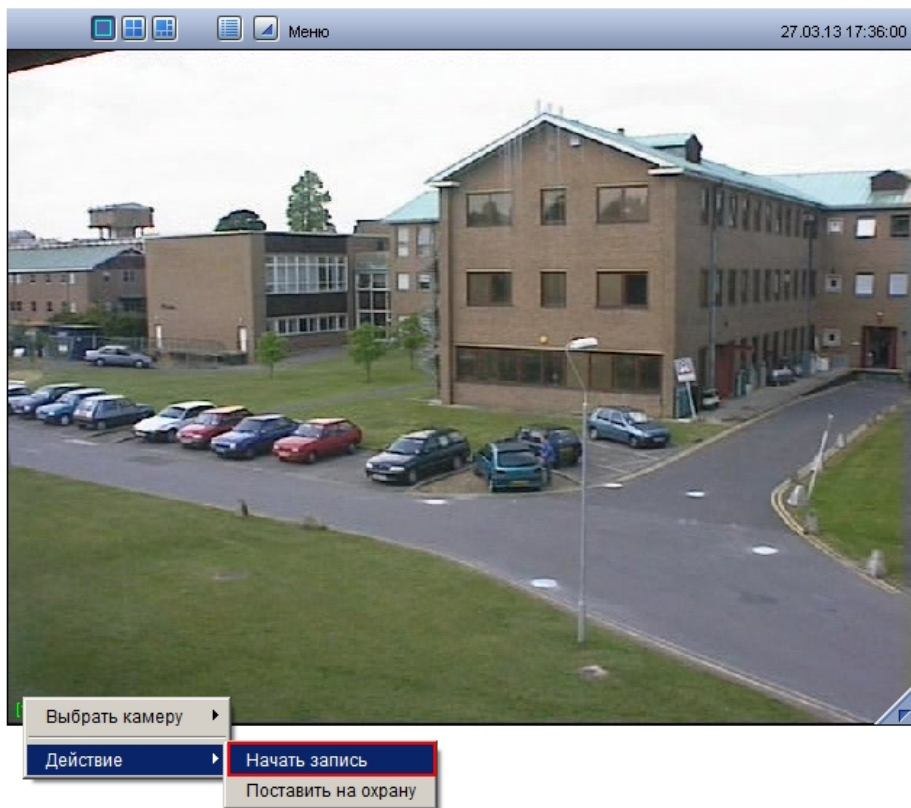 Меню
27.03.13 17:36:00
Выбрать камеру
Действие
Начать запись
Поставить на охрану